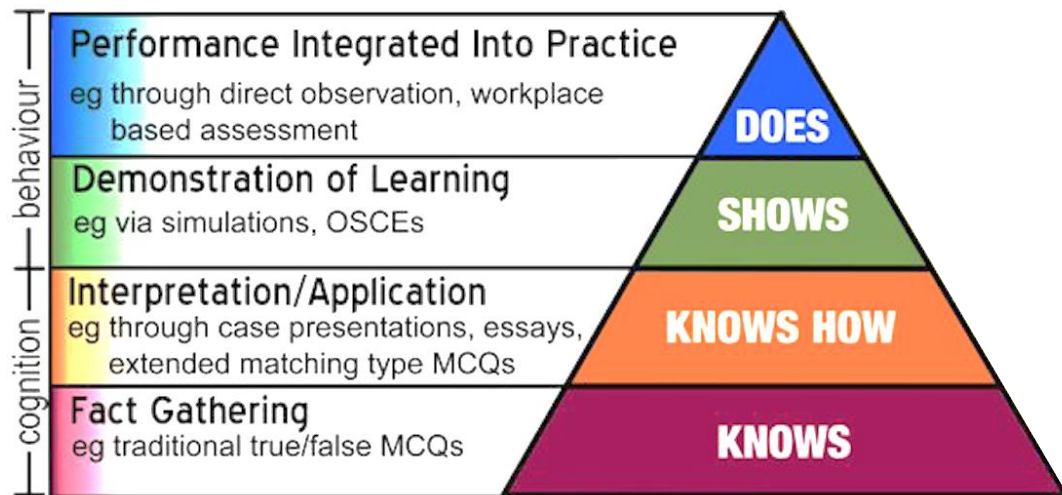 behaviour
cognition
Performance Integrated Into Practice
eg through direct observation, workplace
based assessment
DOES
Demonstration of Learning
eg via simulations, OSCEs
SHOWS
Interpretation/Application
eg through case presentations, essays,
extended matching type MCQs
KNOWS HOW
Fact Gathering
eg traditional true/false MCQs
KNOWS